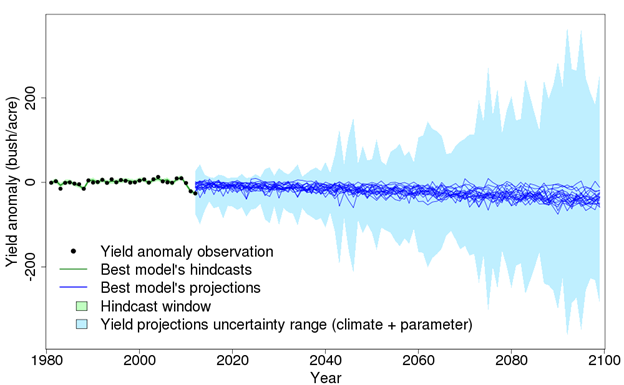 Yield anomaly (bush/acre)
200
0
-200
Yield anomaly observation
Best model's hindcasts
Best model's projections
Hindcast window
Yield projections uncertainty range (climate + parameter)
1980 2000 2020 2040 2060 2080 2100
Year